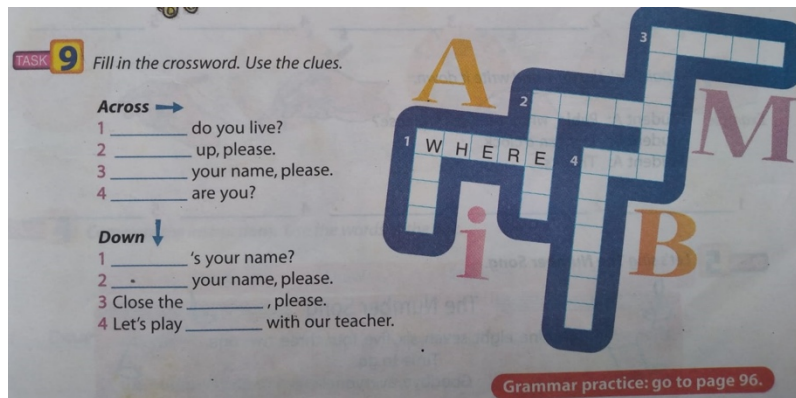 TASK 9 Fill in the crossword. Use the clues.
Across
1 ________ do you live?
2 ________ up, please.
3 ________ your name, please.
4 ________ are you?
Down
1 ________'s your name?
2 ________ your name, please.
3 Close the ________, please.
4 Let's play ________ with our teacher.
A
M
i
B
3
2
1 W H E R E
4
Grammar practice: go to page 96.